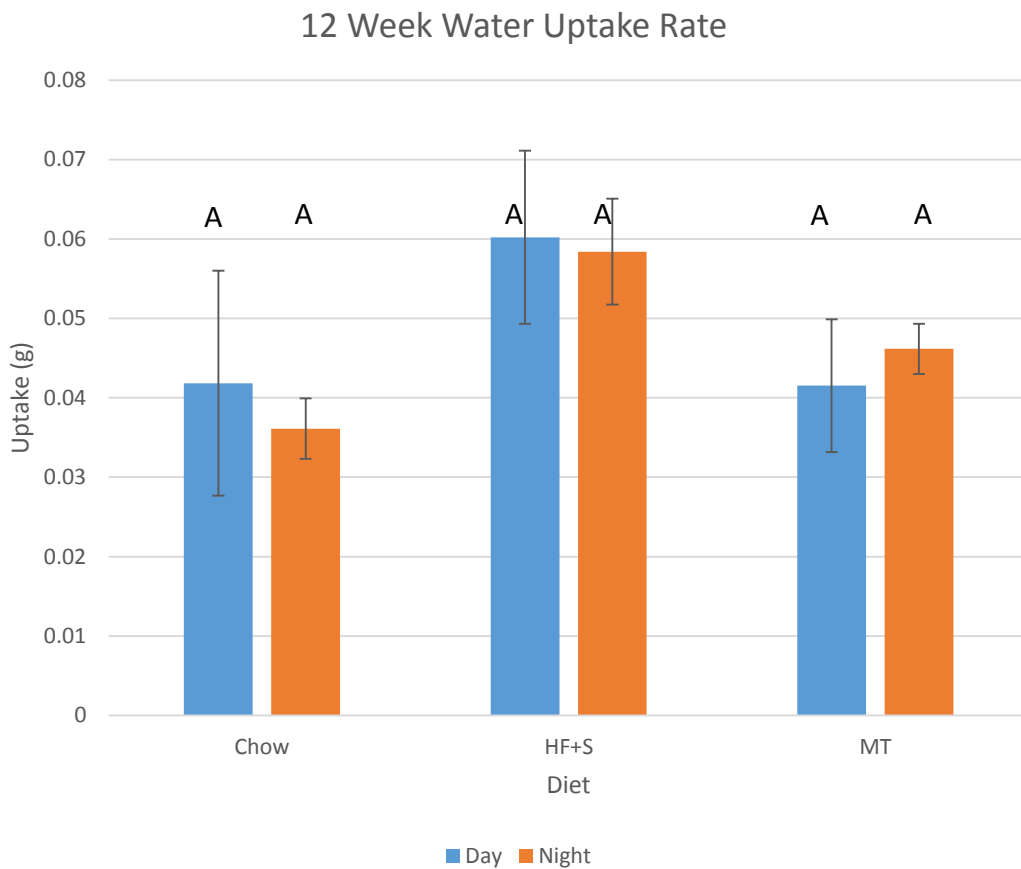 12 Week Water Uptake Rate
0.08
0.07
0.06
0.05
0.04
0.03
0.02
0.01
0
Uptake (g)
A A A A A A
Chow HF+S MT
Diet
Day Night